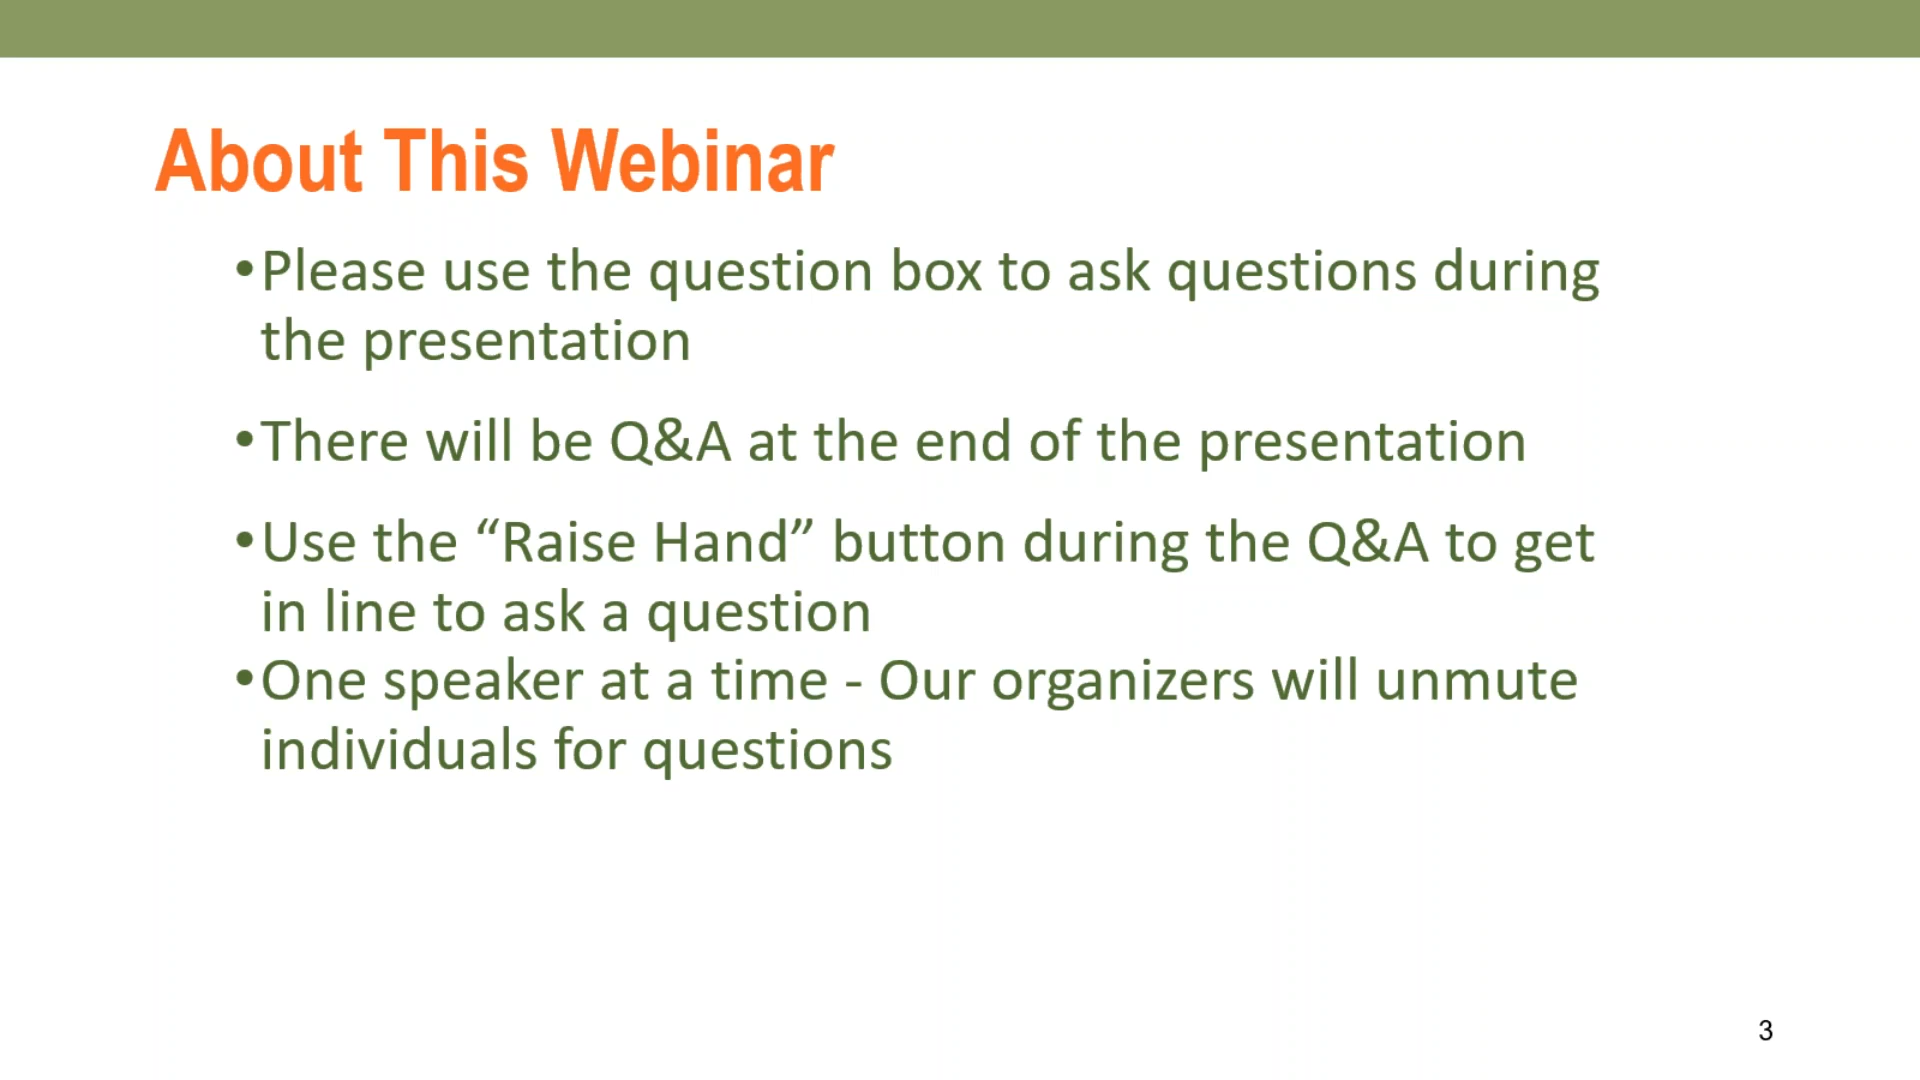 About This Webinar
•Please use the question box to ask questions during
the presentation
•There will be Q&A at the end of the presentation
•Use the “Raise Hand” button during the Q&A to get
in line to ask a question
•One speaker at a time - Our organizers will unmute
individuals for questions
3